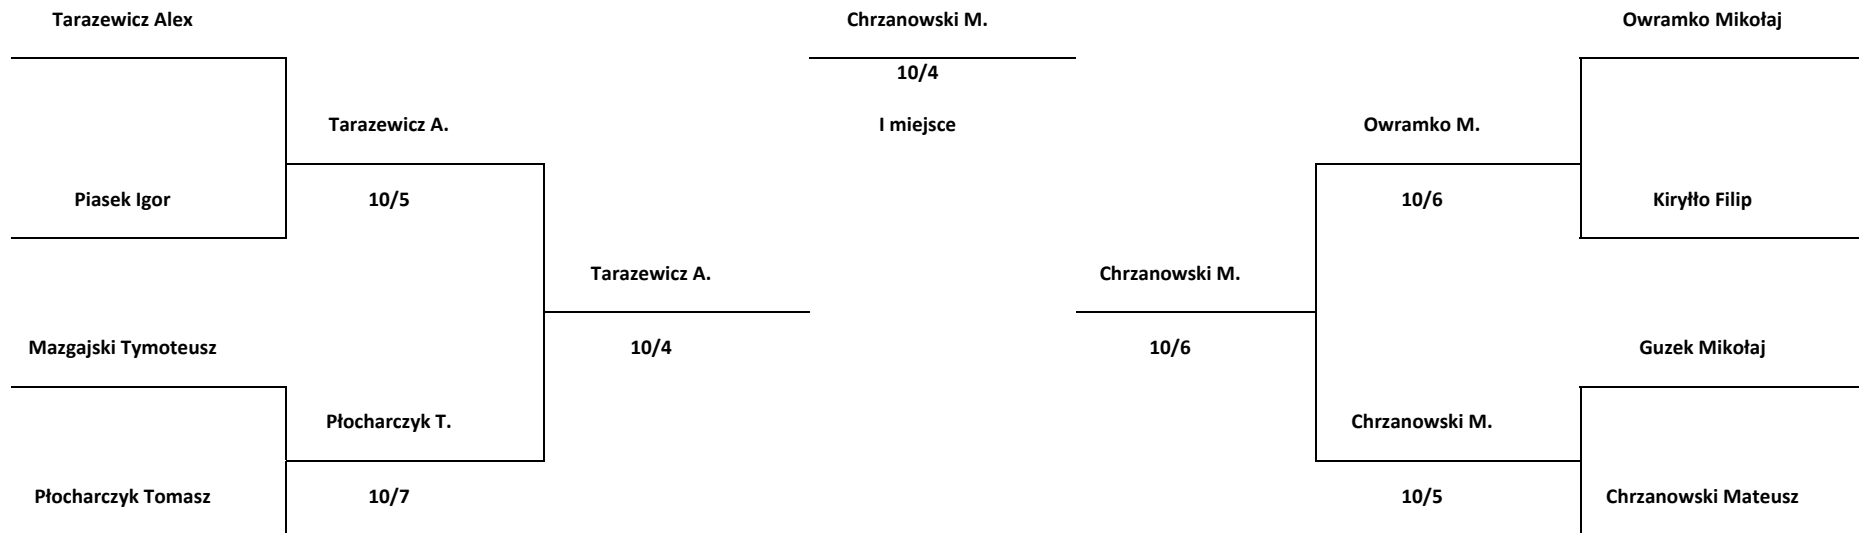 Tarazewicz Alex
Chrzanowski M.
Owramko Mikołaj
10/4
Tarazewicz A.
I miejsce
Owramko M.
Piasek Igor
10/5
10/6
Kiryłło Filip
Tarazewicz A.
Chrzanowski M.
Mazgajski Tymoteusz
10/4
10/6
Guzek Mikołaj
Płocharczyk T.
Chrzanowski M.
Płocharczyk Tomasz
10/7
10/5
Chrzanowski Mateusz